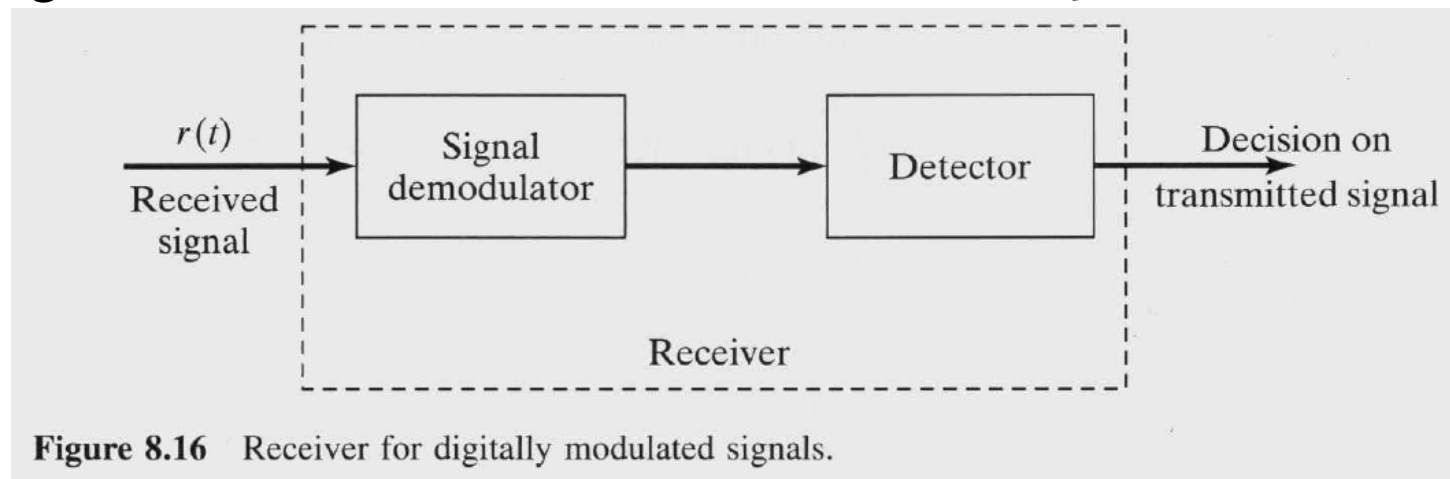 r(t)
Received
signal
Signal
demodulator
Detector
Decision on
transmitted signal
Receiver
Figure 8.16 Receiver for digitally modulated signals.